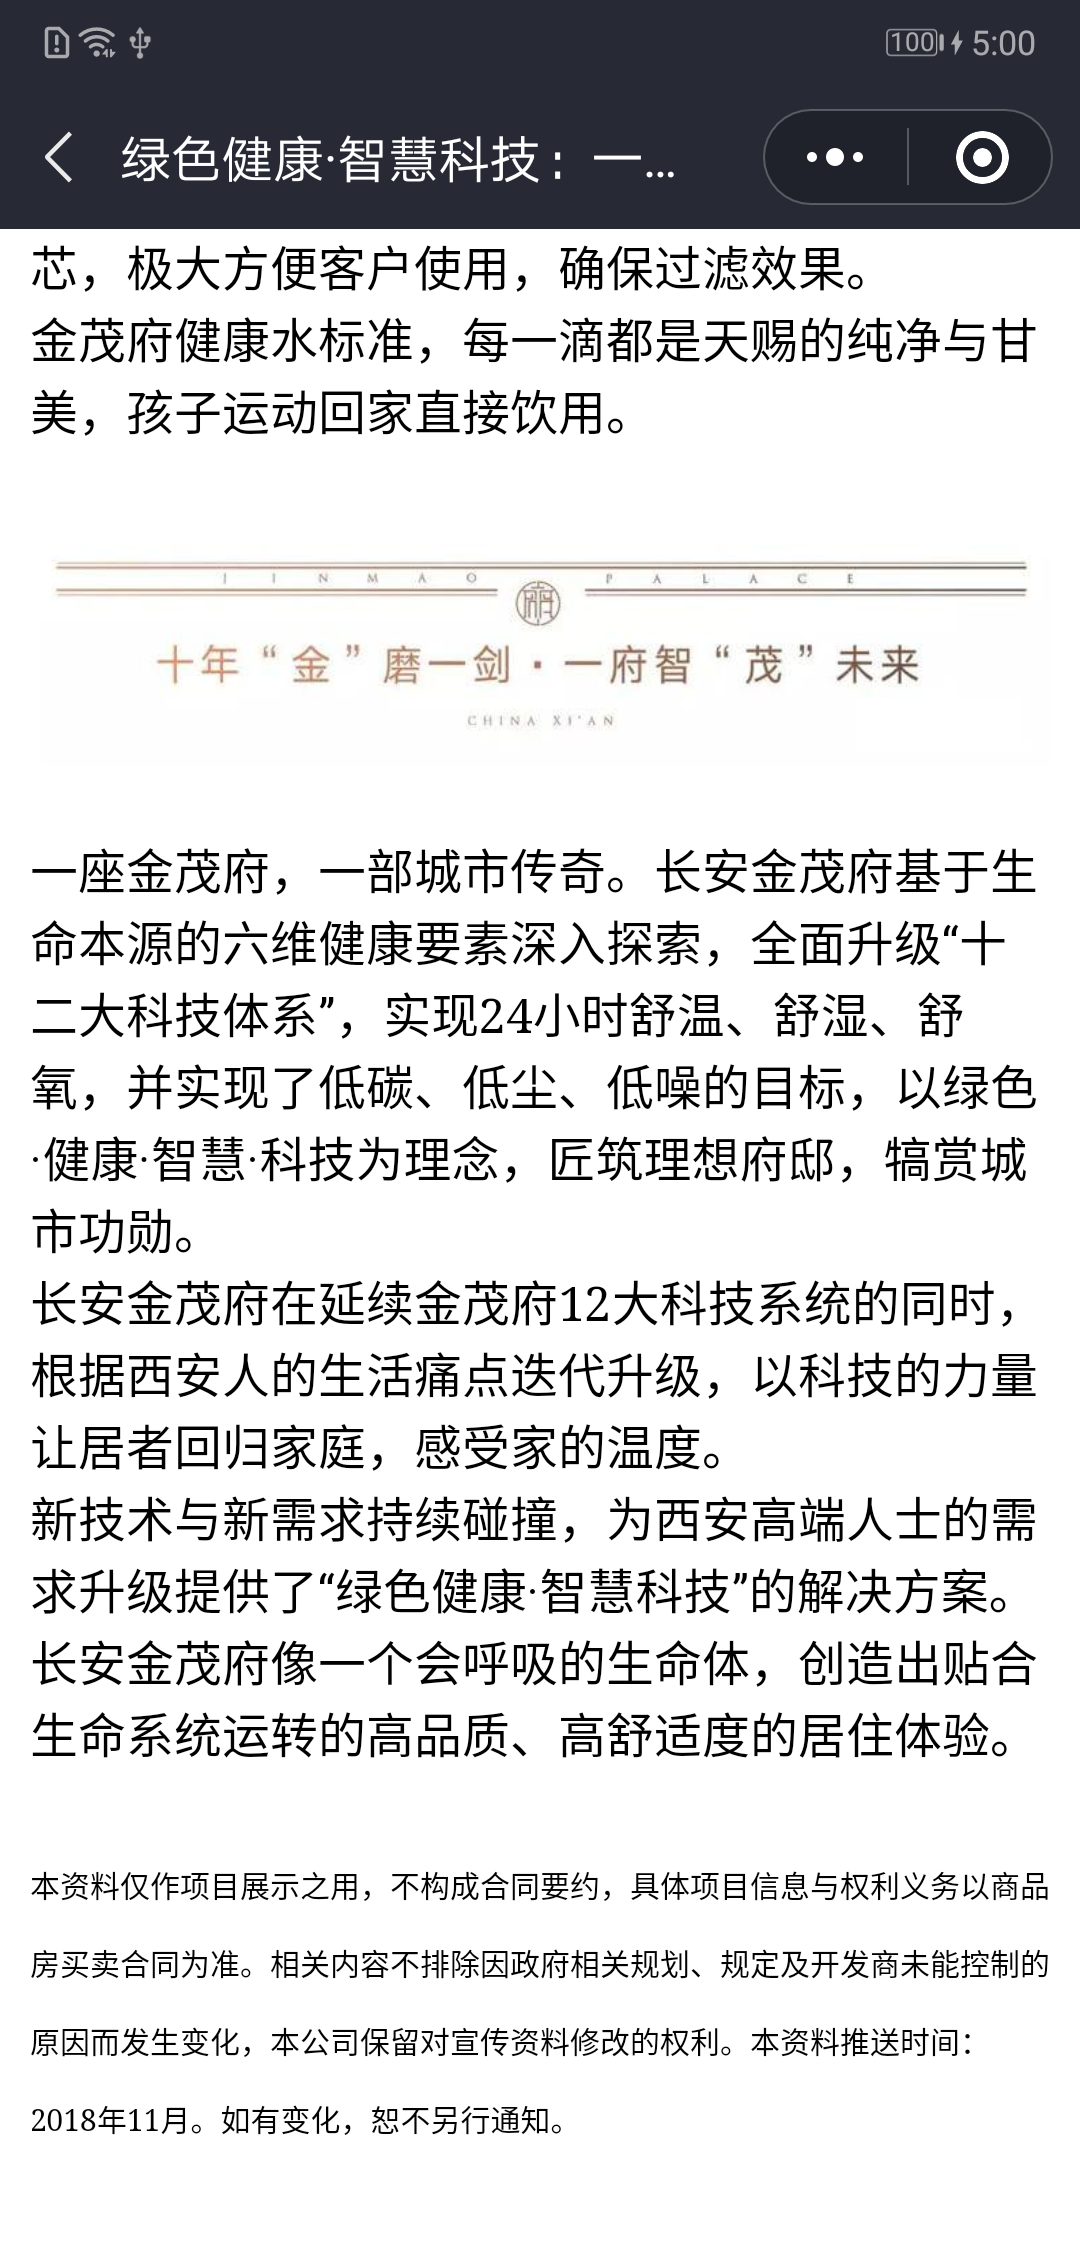 100 5:00
绿色健康·智慧科技：一...
芯，极大方便客户使用，确保过滤效果。
金茂府健康水标准，每一滴都是天赐的纯净与甘
美，孩子运动回家直接饮用。
JINMAO PALACE
府
十年“金”磨一剑·一府智“茂”未来
CHINA XI'AN
一座金茂府，一部城市传奇。长安金茂府基于生
命本源的六维健康要素深入探索，全面升级“十
二大科技体系”，实现24小时舒温、舒湿、舒
氧，并实现了低碳、低尘、低噪的目标，以绿色
·健康·智慧·科技为理念，匠筑理想府邸，犒赏城
市功勋。
长安金茂府在延续金茂府12大科技系统的同时，
根据西安人的生活痛点迭代升级，以科技的力量
让居者回归家庭，感受家的温度。
新技术与新需求持续碰撞，为西安高端人士的需
求升级提供了“绿色健康·智慧科技”的解决方案。
长安金茂府像一个会呼吸的生命体，创造出贴合
生命系统运转的高品质、高舒适度的居住体验。
本资料仅作项目展示之用，不构成合同要约，具体项目信息与权利义务以商品
房买卖合同为准。相关内容不排除因政府相关规划、规定及开发商未能控制的
原因而发生变化，本公司保留对宣传资料修改的权利。本资料推送时间：
2018年11月。如有变化，恕不另行通知。